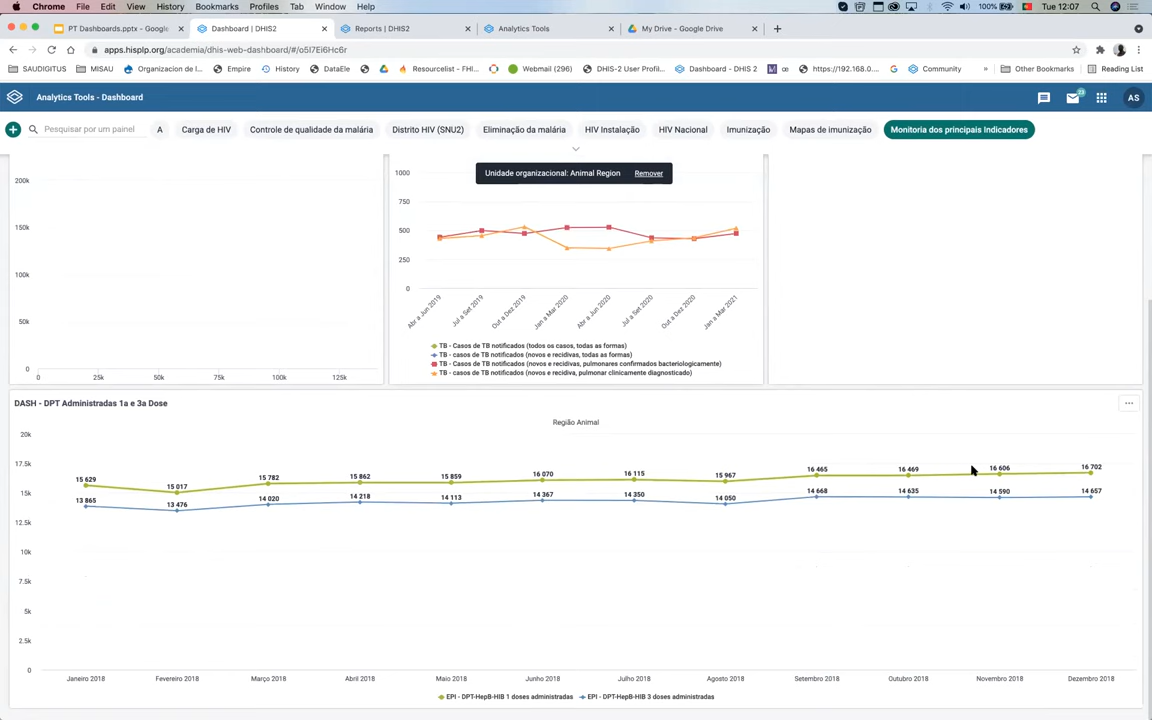 Chrome File Edit View History Bookmarks Profiles Tab Window Help 100% Tue 12:07
PT Dashboards.pptx - Google Dashboard | DHIS2 Reports | DHIS2 Analytics Tools My Drive - Google Drive
apps.hisplp.org/academia/dhis-web-dashboard/#/o5I7Ei6Hc6r
SAUDIGITUS MISAU Organizacion de I... Empire History DataEle Resourcelist - FHI... Webmail (296) DHIS-2 User Profil... Dashboard - DHIS 2 https://192.168.0.... Community » Other Bookmarks Reading List
Analytics Tools - Dashboard 23 AS
Pesquisar por um painel A Carga de HIV Controle de qualidade da malária Distrito HIV (SNU2) Eliminação da malária HIV Instalação HIV Nacional Imunização Mapas de imunização Monitoria dos principais Indicadores
Unidade organizacional: Animal Region Remover
200k
150k
100k
50k
0
0 25k 50k 75k 100k 125k
1000
750
500
250
0
Abr a Jun 2019 Jul a Set 2019 Out a Dez 2019 Jan a Mar 2020 Abr a Jun 2020 Jul a Set 2020 Out a Dez 2020 Jan a Mar 2021
TB - Casos de TB notificados (todos os casos, todas as formas)
TB - casos de TB notificados (novos e recidivas, todas as formas)
TB - Casos de TB notificados (novos e recidivas, pulmonares confirmados bacteriologicamente)
TB - casos de TB notificados (novos e recidiva, pulmonar clinicamente diagnosticado)
DASH - DPT Administradas 1a e 3a Dose
Região Animal
20k
17.5k
15k
12.5k
10k
7.5k
5k
2.5k
0
15 629 15 017 15 782 15 862 15 859 16 070 16 115 15 967 16 465 16 469 16 606 16 702
13 865 13 476 14 020 14 218 14 113 14 367 14 350 14 050 14 668 14 635 14 590 14 657
Janeiro 2018 Fevereiro 2018 Março 2018 Abril 2018 Maio 2018 Junho 2018 Julho 2018 Agosto 2018 Setembro 2018 Outubro 2018 Novembro 2018 Dezembro 2018
EPI - DPT-HepB-HIB 1 doses administradas EPI - DPT-HepB-HIB 3 doses administradas